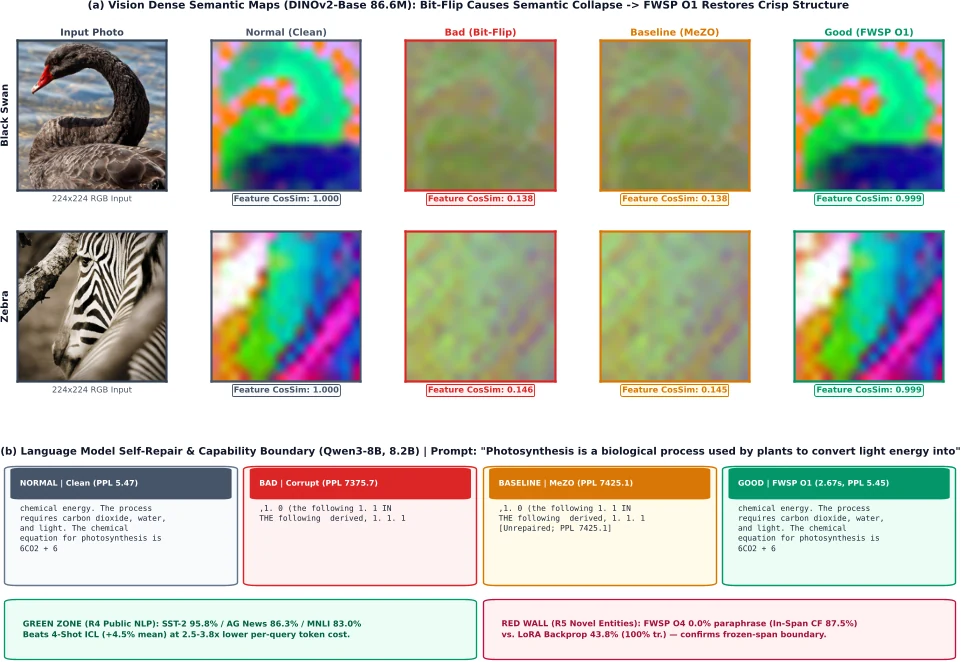 (a) Vision Dense Semantic Maps (DINOv2-Base 86.6M): Bit-Flip Causes Semantic Collapse -> FWSP O1 Restores Crisp Structure
Input Photo
Normal (Clean)
Bad (Bit-Flip)
Baseline (MeZO)
Good (FWSP O1)
Black Swan
224x224 RGB Input
Feature CosSim: 1.000
Feature CosSim: 0.138
Feature CosSim: 0.138
Feature CosSim: 0.999
Zebra
224x224 RGB Input
Feature CosSim: 1.000
Feature CosSim: 0.146
Feature CosSim: 0.145
Feature CosSim: 0.999
(b) Language Model Self-Repair & Capability Boundary (Qwen3-8B, 8.2B) | Prompt: "Photosynthesis is a biological process used by plants to convert light energy into"
NORMAL | Clean (PPL 5.47)
chemical energy. The process
requires carbon dioxide, water,
and light. The chemical
equation for photosynthesis is
6CO2 + 6
BAD | Corrupt (PPL 7375.7)
,1. 0 (the following 1. 1 IN
THE following  derived, 1. 1. 1
BASELINE | MeZO (PPL 7425.1)
,1. 0 (the following 1. 1 IN
THE following  derived, 1. 1. 1
[Unrepaired; PPL 7425.1]
GOOD | FWSP O1 (2.67s, PPL 5.45)
chemical energy. The process
requires carbon dioxide, water,
and light. The chemical
equation for photosynthesis is
6CO2 + 6
GREEN ZONE (R4 Public NLP): SST-2 95.8% / AG News 86.3% / MNLI 83.0%
Beats 4-Shot ICL (+4.5% mean) at 2.5-3.8x lower per-query token cost.
RED WALL (R5 Novel Entities): FWSP O4 0.0% paraphrase (In-Span CF 87.5%)
vs. LoRA Backprop 43.8% (100% tr.) — confirms frozen-span boundary.